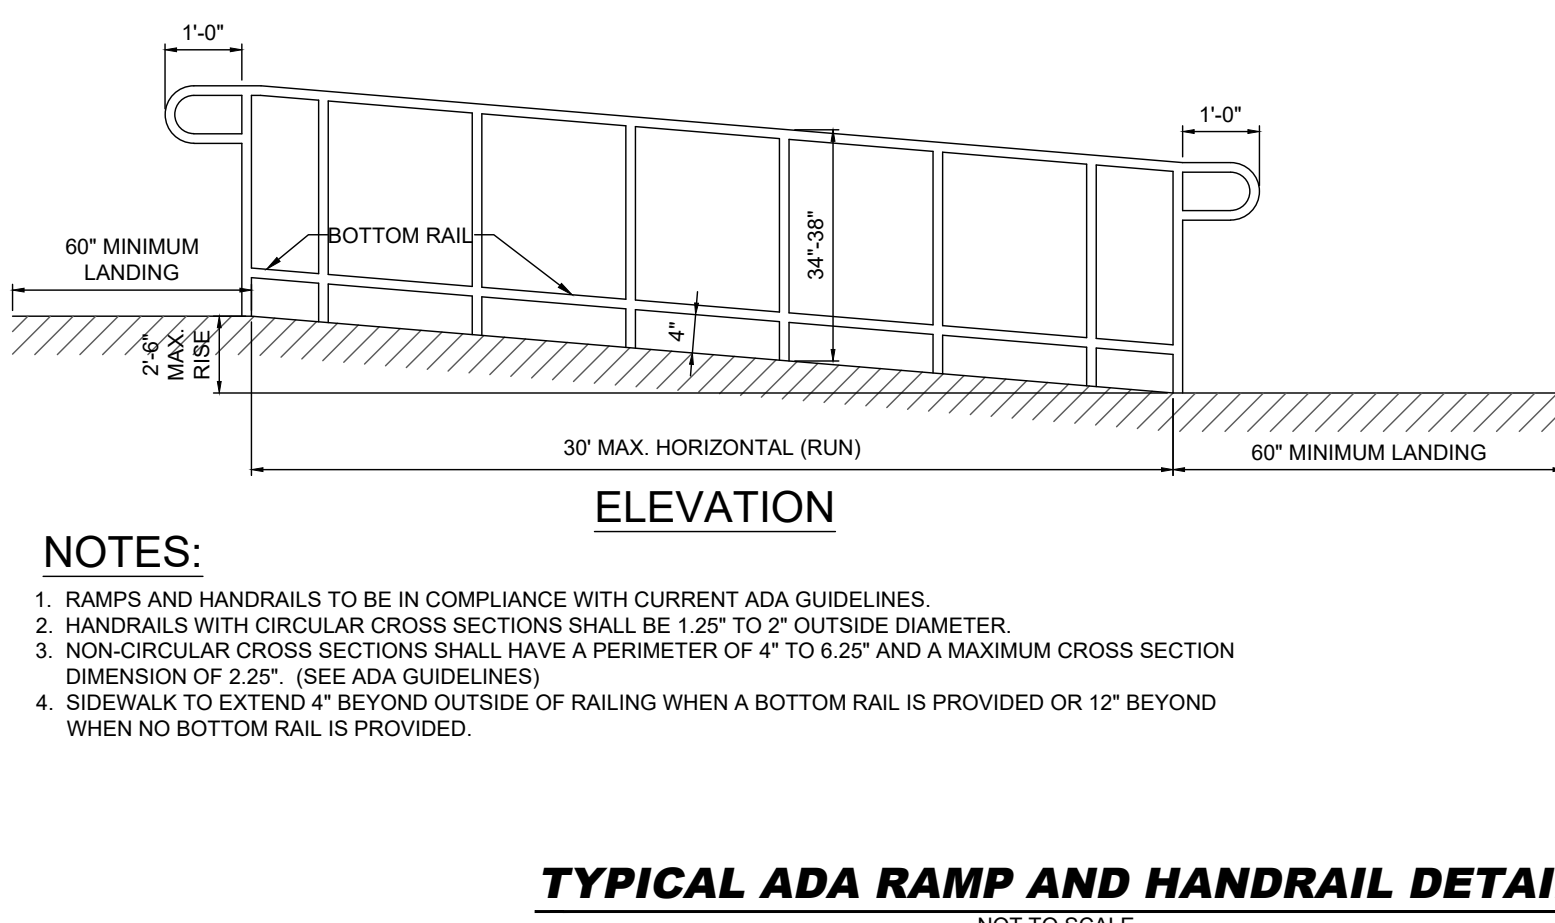 1'-0"
1'-0"
BOTTOM RAIL
34"-38"
60" MINIMUM
LANDING
2'-6"
MAX.
RISE
4"
30' MAX. HORIZONTAL (RUN)
60" MINIMUM LANDING
ELEVATION
NOTES:
1. RAMPS AND HANDRAILS TO BE IN COMPLIANCE WITH CURRENT ADA GUIDELINES.
2. HANDRAILS WITH CIRCULAR CROSS SECTIONS SHALL BE 1.25" TO 2" OUTSIDE DIAMETER.
3. NON-CIRCULAR CROSS SECTIONS SHALL HAVE A PERIMETER OF 4" TO 6.25" AND A MAXIMUM CROSS SECTION
DIMENSION OF 2.25". (SEE ADA GUIDELINES)
4. SIDEWALK TO EXTEND 4" BEYOND OUTSIDE OF RAILING WHEN A BOTTOM RAIL IS PROVIDED OR 12" BEYOND
WHEN NO BOTTOM RAIL IS PROVIDED.
TYPICAL ADA RAMP AND HANDRAIL DETAI
NOT TO SCALE